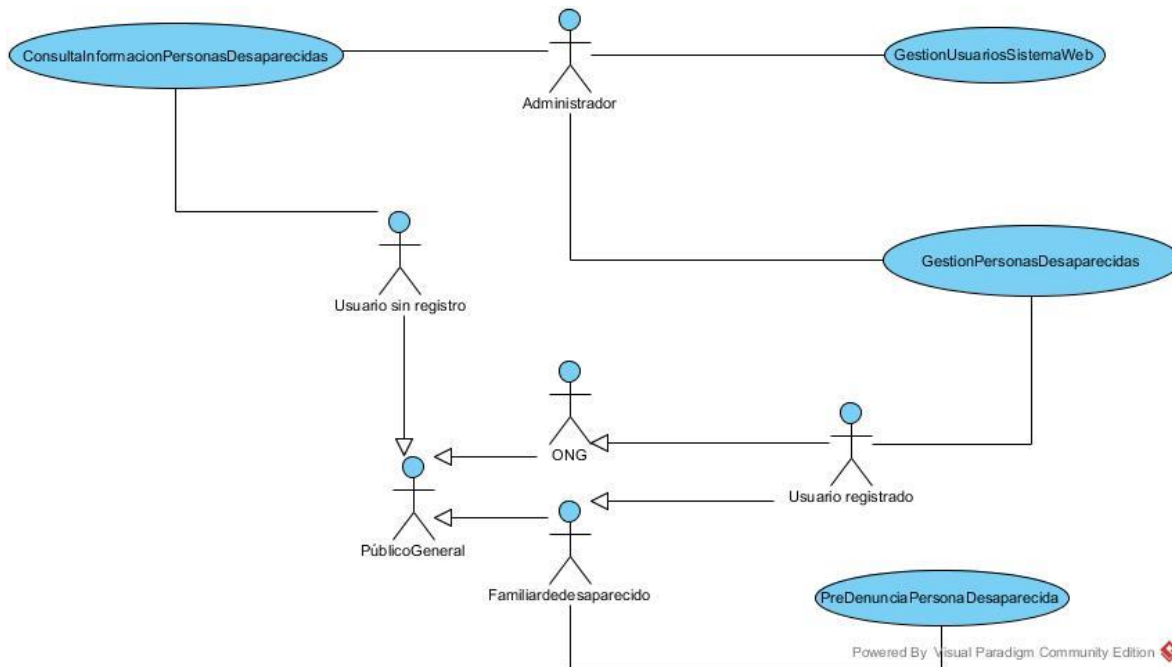 ConsultaInformacionPersonasDesaparecidas
GestionUsuariosSistemaWeb
Administrador
GestionPersonasDesaparecidas
Usuario sin registro
ONG
Usuario registrado
PúblicoGeneral
Familiardedesaparecido
PreDenunciaPersonaDesaparecida
Powered By Visual Paradigm Community Edition